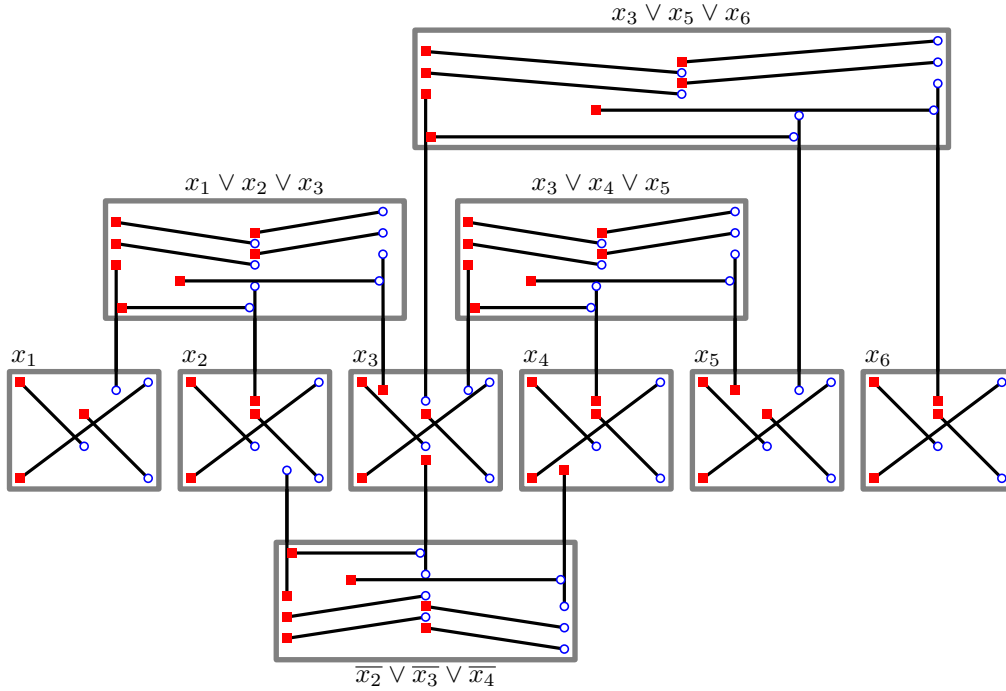 x₃ ∨ x₅ ∨ x₆
x₁ ∨ x₂ ∨ x₃
x₃ ∨ x₄ ∨ x₅
x₁
x₂
x₃
x₄
x₅
x₆
x̅₂ ∨ x̅₃ ∨ x̅₄